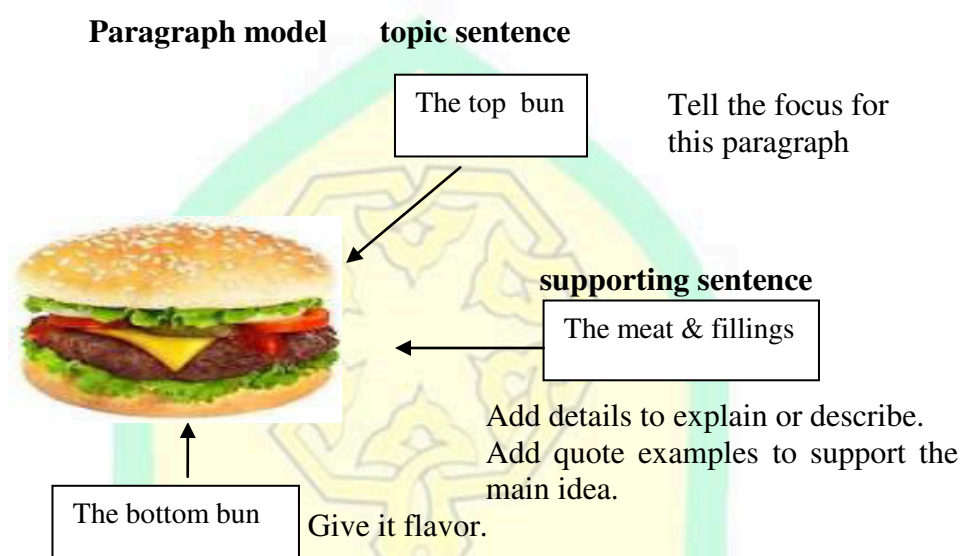 Paragraph model topic sentence
The top bun
Tell the focus for
this paragraph
supporting sentence
The meat & fillings
Add details to explain or describe.
Add quote examples to support the
main idea.
The bottom bun
Give it flavor.